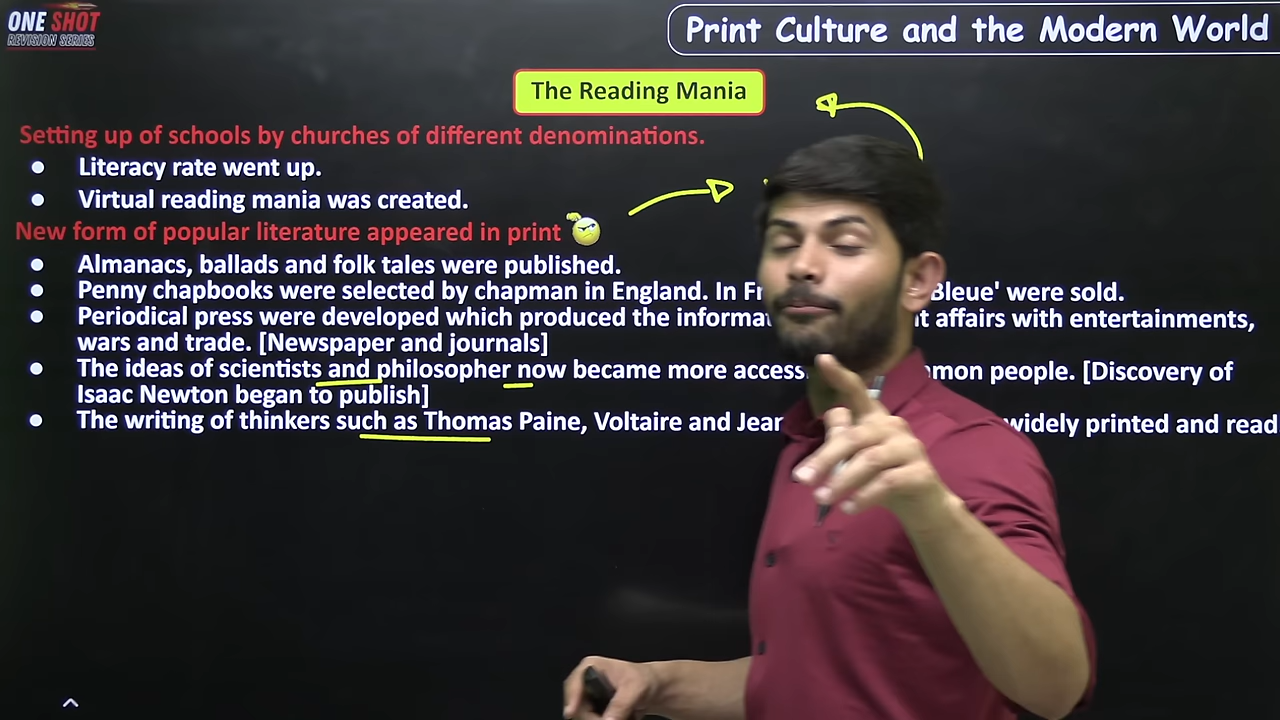 ONE SHOT
REVISION SERIES
Print Culture and the Modern World
The Reading Mania
Setting up of schools by churches of different denominations.
● Literacy rate went up.
● Virtual reading mania was created.
New form of popular literature appeared in print
● Almanacs, ballads and folk tales were published.
● Penny chapbooks were selected by chapman in England. In Bleue' were sold.
● Periodical press were developed which produced the affairs with entertainments,
wars and trade. [Newspaper and journals]
● The ideas of scientists and philosopher now became more people. [Discovery of
Isaac Newton began to publish]
● The writing of thinkers such as Thomas Paine, Voltaire and widely printed and read